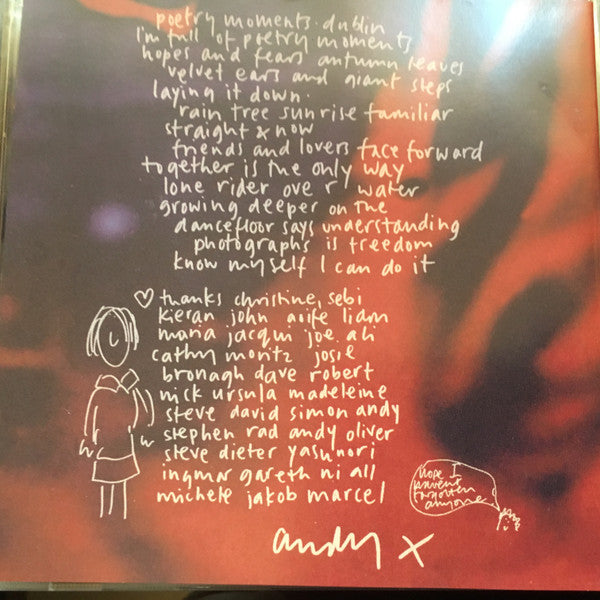 poetry moments. dublin
i'm full of poetry moments
hopes and fears autumn leaves
velvet ears and giant steps
laying it down.
rain tree sunrise familiar
straight & now
friends and lovers face forward
together is the only way
lone rider over water
growing deeper on the
dancefloor says understanding
photographs is freedom
know myself i can do it
♡ thanks christine, sebi
kieran john aoife liam
maria jacqui joe ali
cathy moritz josie
bronagh dave robert
nick ursula madeleine
steve david simon andy
stephen rad andy oliver
steve dieter yasunori
ingmar gareth niall
michele jakob marcel
hope I
havent
forgotten
anyone
andy x